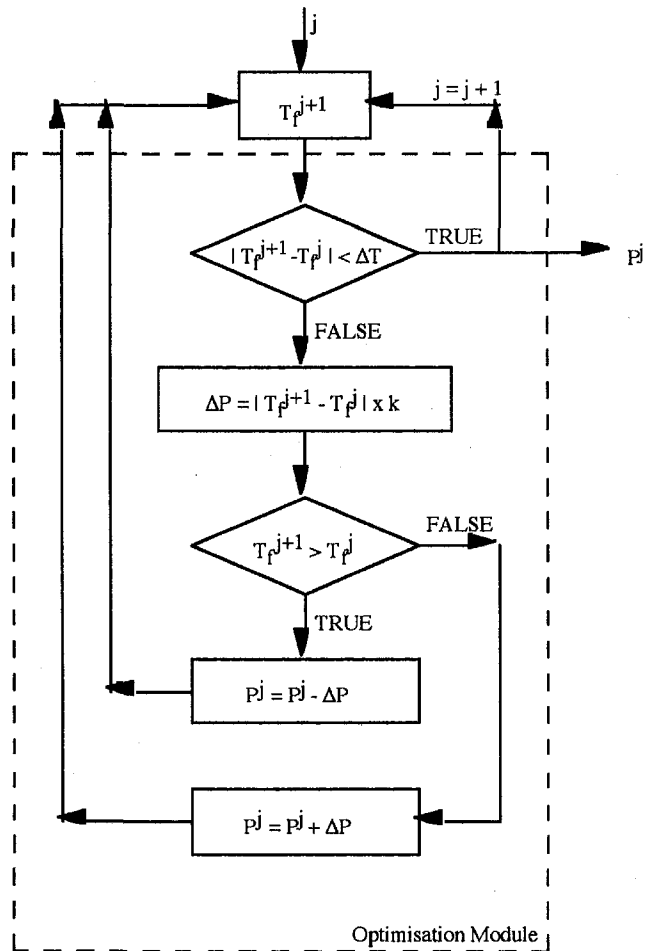 j
T_f^{j+1}
j = j + 1
| T_f^{j+1} - T_f^j | < ΔT
TRUE
P^j
FALSE
ΔP = | T_f^{j+1} - T_f^j | x k
T_f^{j+1} > T_f^j
FALSE
TRUE
P^j = P^j - ΔP
P^j = P^j + ΔP
Optimisation Module